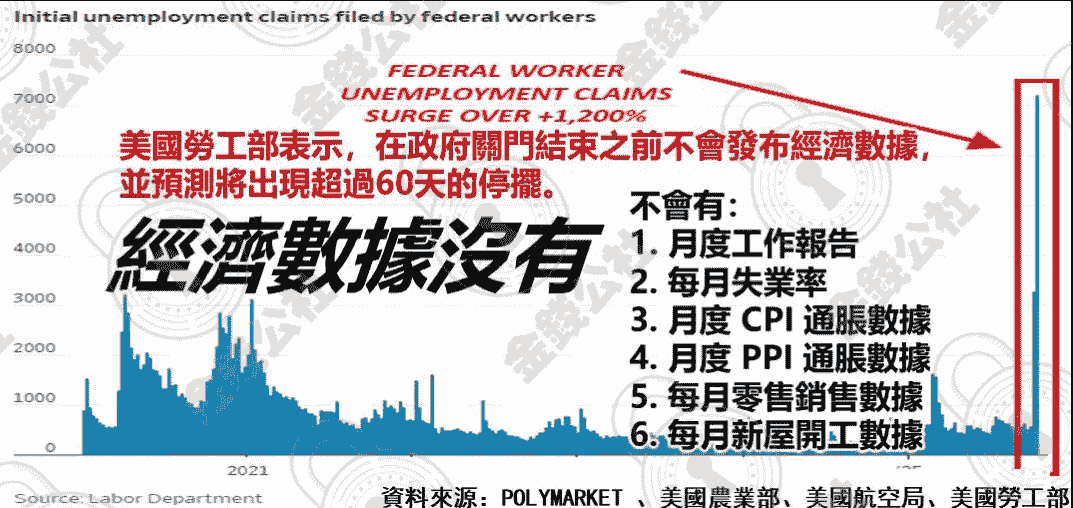 Initial unemployment claims filed by federal workers
8000
7000
6000
5000
4000
3000
2000
1000
0
FEDERAL WORKER
UNEMPLOYMENT CLAIMS
SURGE OVER +1,200%
美國勞工部表示，在政府關門結束之前不會發布經濟數據，
並預測將出現超過60天的停擺。
經濟數據沒有
不會有：
1. 月度工作報告
2. 每月失業率
3. 月度 CPI 通脹數據
4. 月度 PPI 通脹數據
5. 每月零售銷售數據
6. 每月新屋開工數據
2021
'25
Source: Labor Department
資料來源：POLYMARKET 、美國農業部、美國航空局、美國勞工部
金錢公社